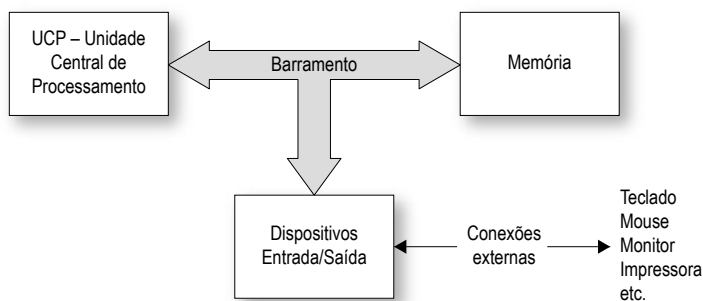 UCP – Unidade
Central de
Processamento
Barramento
Memória
Dispositivos
Entrada/Saída
Conexões
externas
Teclado
Mouse
Monitor
Impressora
etc.